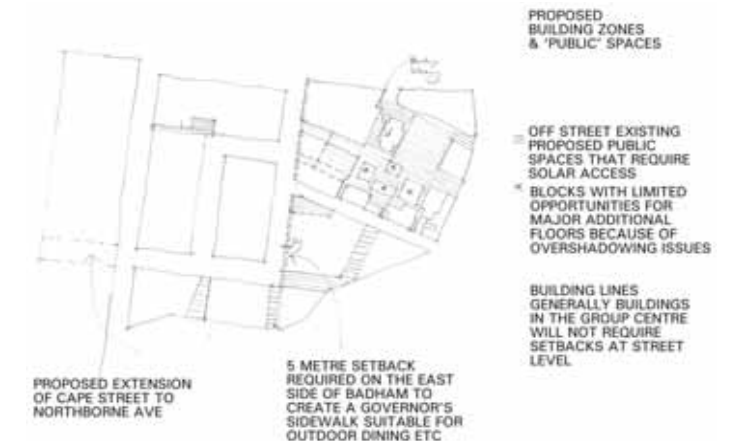 PROPOSED
BUILDING ZONES
& 'PUBLIC' SPACES
OFF STREET EXISTING
PROPOSED PUBLIC
SPACES THAT REQUIRE
SOLAR ACCESS
BLOCKS WITH LIMITED
OPPORTUNITIES FOR
MAJOR ADDITIONAL
FLOORS BECAUSE OF
OVERSHADOWING ISSUES
BUILDING LINES
GENERALLY BUILDINGS
IN THE GROUP CENTRE
WILL NOT REQUIRE
SETBACKS AT STREET
LEVEL
PROPOSED EXTENSION
OF CAPE STREET TO
NORTHBORNE AVE
5 METRE SETBACK
REQUIRED ON THE EAST
SIDE OF BADHAM TO
CREATE A GOVERNOR'S
SIDEWALK SUITABLE FOR
OUTDOOR DINING ETC